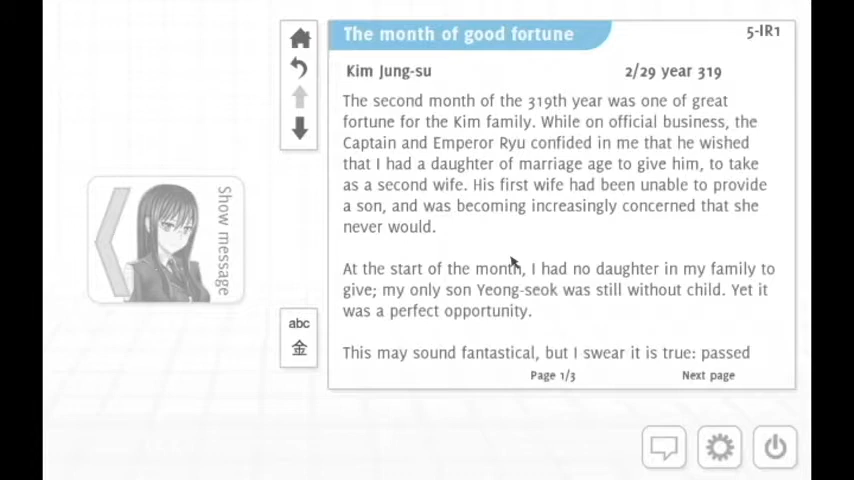 The month of good fortune
5-IR1
Kim Jung-su
2/29 year 319
The second month of the 319th year was one of great
fortune for the Kim family. While on official business, the
Captain and Emperor Ryu confided in me that he wished
that I had a daughter of marriage age to give him, to take
as a second wife. His first wife had been unable to provide
a son, and was becoming increasingly concerned that she
never would.
At the start of the month, I had no daughter in my family to
give; my only son Yeong-seok was still without child. Yet it
was a perfect opportunity.
This may sound fantastical, but I swear it is true: passed
Page 1/3
Next page
Show message
abc
金